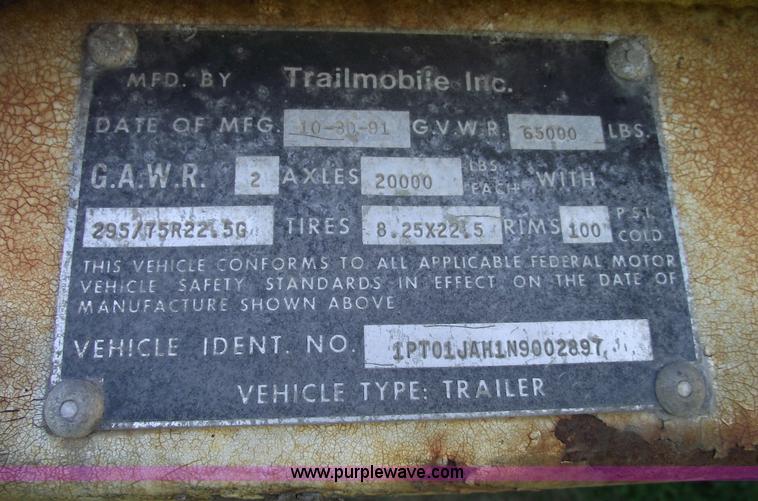 MFD. BY Trailmobile Inc.
DATE OF MFG. 10-30-91 G.V.W.R. 65000 LBS.
G.A.W.R. 2 AXLES 20000 LBS. EACH WITH
295/75R22.5G TIRES 8.25X22.5 RIMS 100 P.S.I. COLD
THIS VEHICLE CONFORMS TO ALL APPLICABLE FEDERAL MOTOR
VEHICLE SAFETY STANDARDS IN EFFECT ON THE DATE OF
MANUFACTURE SHOWN ABOVE
VEHICLE IDENT. NO. 1PT01JAH1N9002897
VEHICLE TYPE: TRAILER
www.purplewave.com